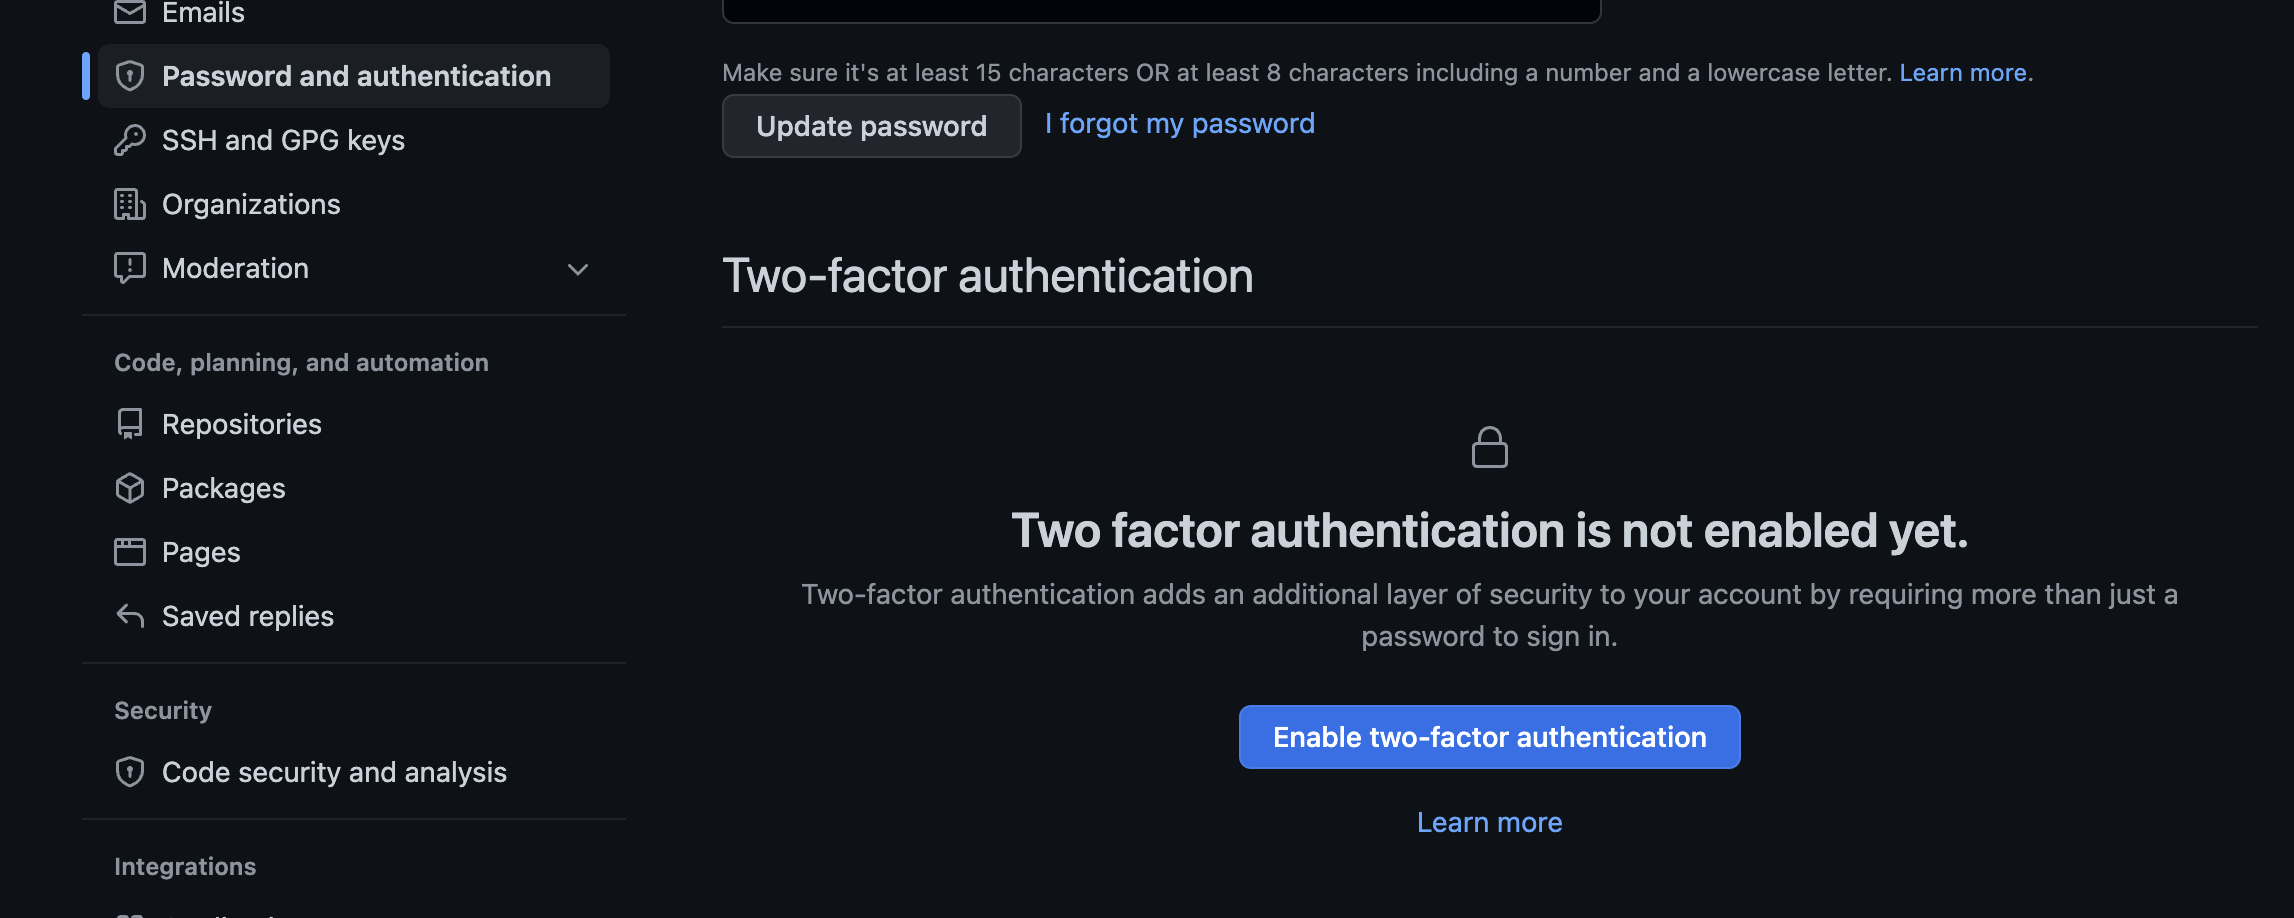 Emails
Password and authentication
SSH and GPG keys
Organizations
Moderation
Code, planning, and automation
Repositories
Packages
Pages
Saved replies
Security
Code security and analysis
Integrations
Make sure it's at least 15 characters OR at least 8 characters including a number and a lowercase letter. Learn more.
Update password
I forgot my password
Two-factor authentication
Two factor authentication is not enabled yet.
Two-factor authentication adds an additional layer of security to your account by requiring more than just a
password to sign in.
Enable two-factor authentication
Learn more